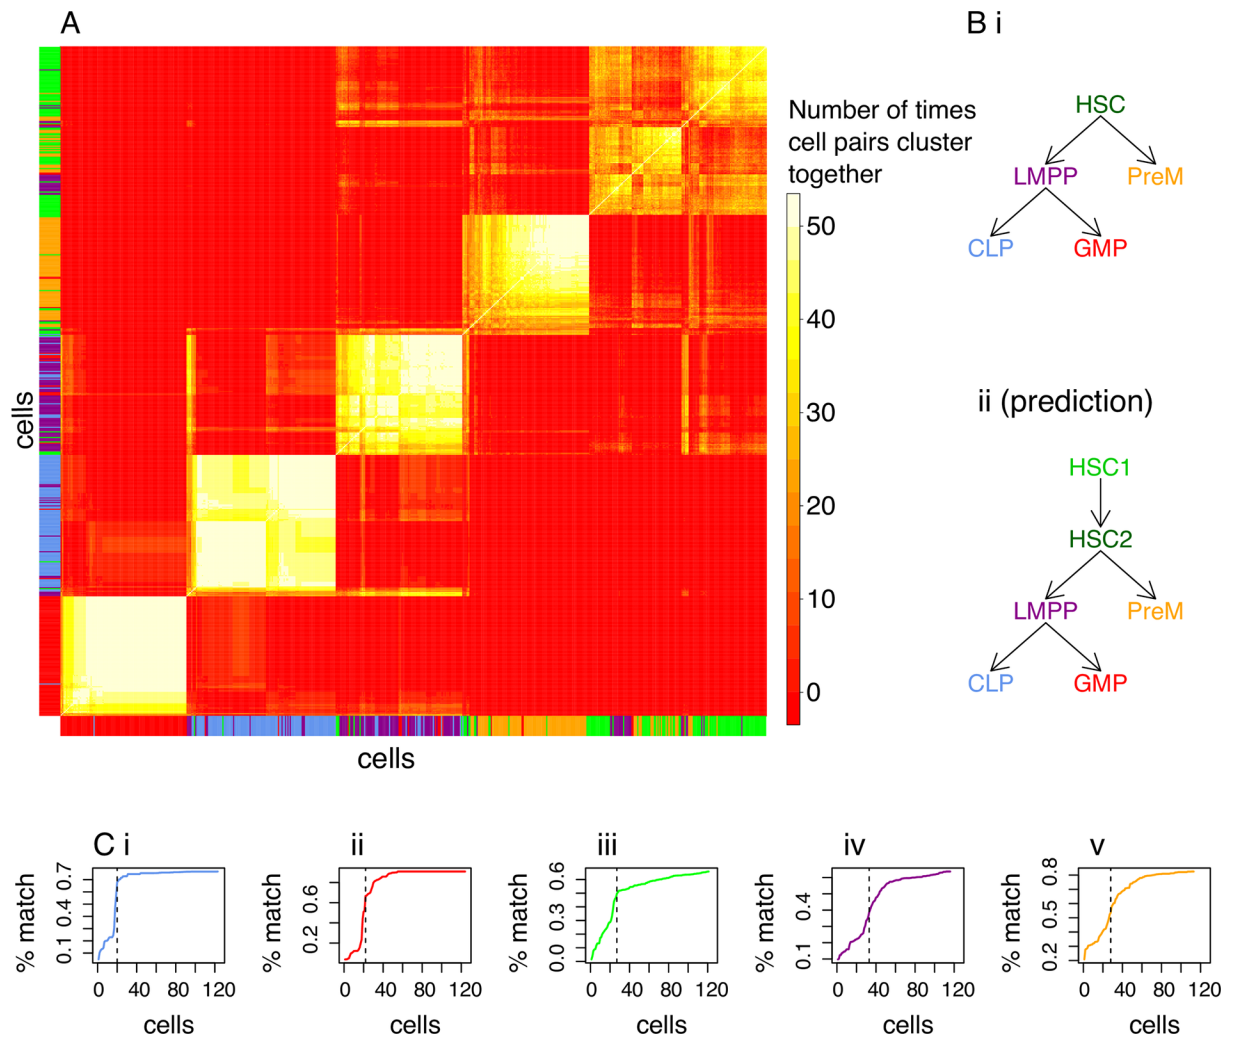 A
B i
Number of times
cell pairs cluster
together
50
40
30
20
10
0
cells
cells
HSC
LMPP
PreM
CLP
GMP
ii (prediction)
HSC1
HSC2
LMPP
PreM
CLP
GMP
C i
% match
0.1 0.4 0.7
0 40 80 120
cells
ii
% match
0.2 0.6
0 40 80 120
cells
iii
% match
0.0 0.3 0.6
0 40 80 120
cells
iv
% match
0.1 0.4
0 40 80 120
cells
v
% match
0.2 0.5 0.8
0 40 80 120
cells